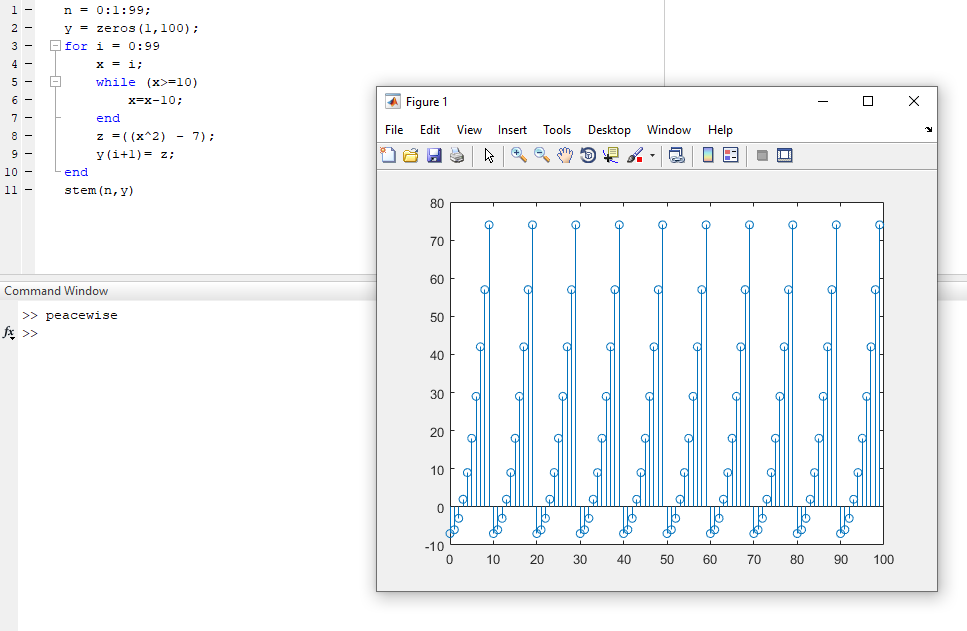 1 n = 0:1:99;
2 y = zeros(1,100);
3 for i = 0:99
4 x = i;
5 while (x>=10)
6 x=x-10;
7 end
8 z =((x^2) - 7);
9 y(i+1)= z;
10 end
11 stem(n,y)
Command Window
>> peacewise
fx >>
Figure 1
File Edit View Insert Tools Desktop Window Help
80
70
60
50
40
30
20
10
0
-10
0 10 20 30 40 50 60 70 80 90 100